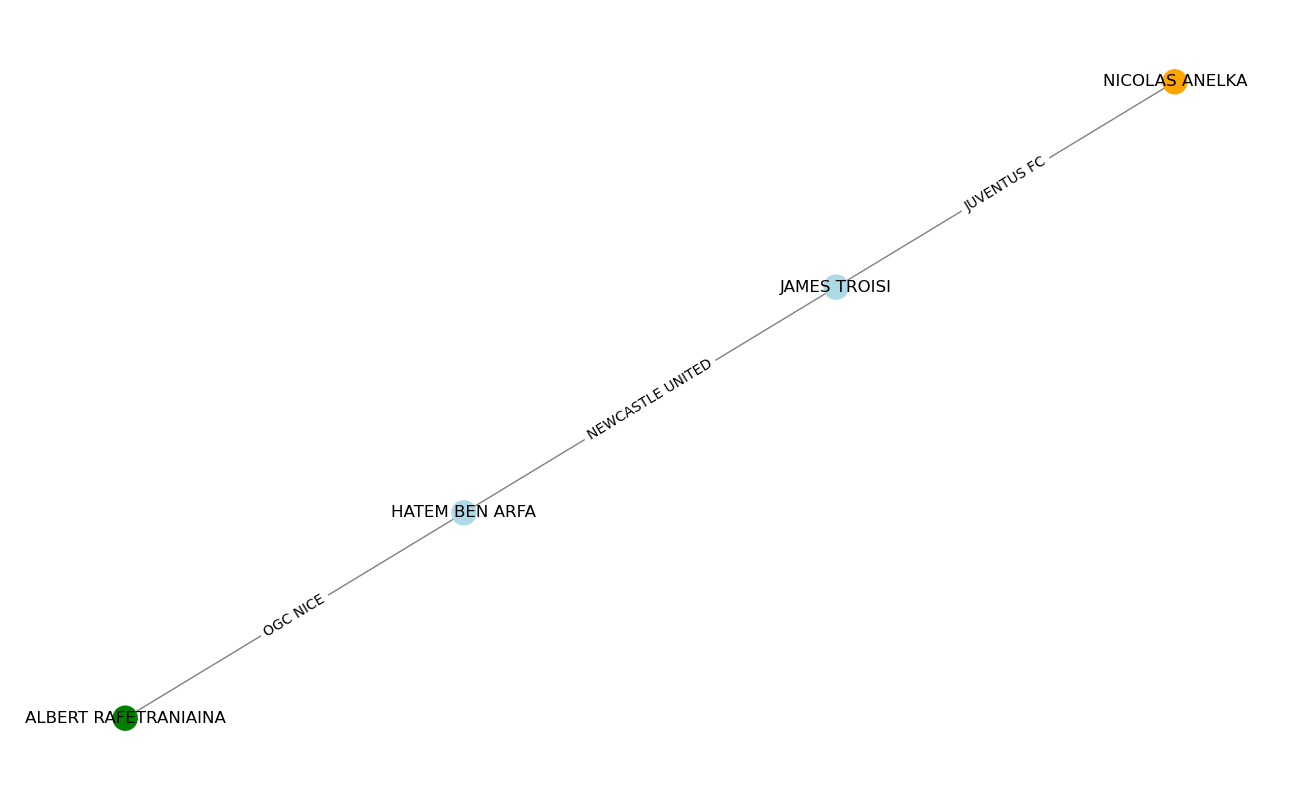 NICOLAS ANELKA
JUVENTUS FC
JAMES TROISI
NEWCASTLE UNITED
HATEM BEN ARFA
OGC NICE
ALBERT RAFETRANIAINA